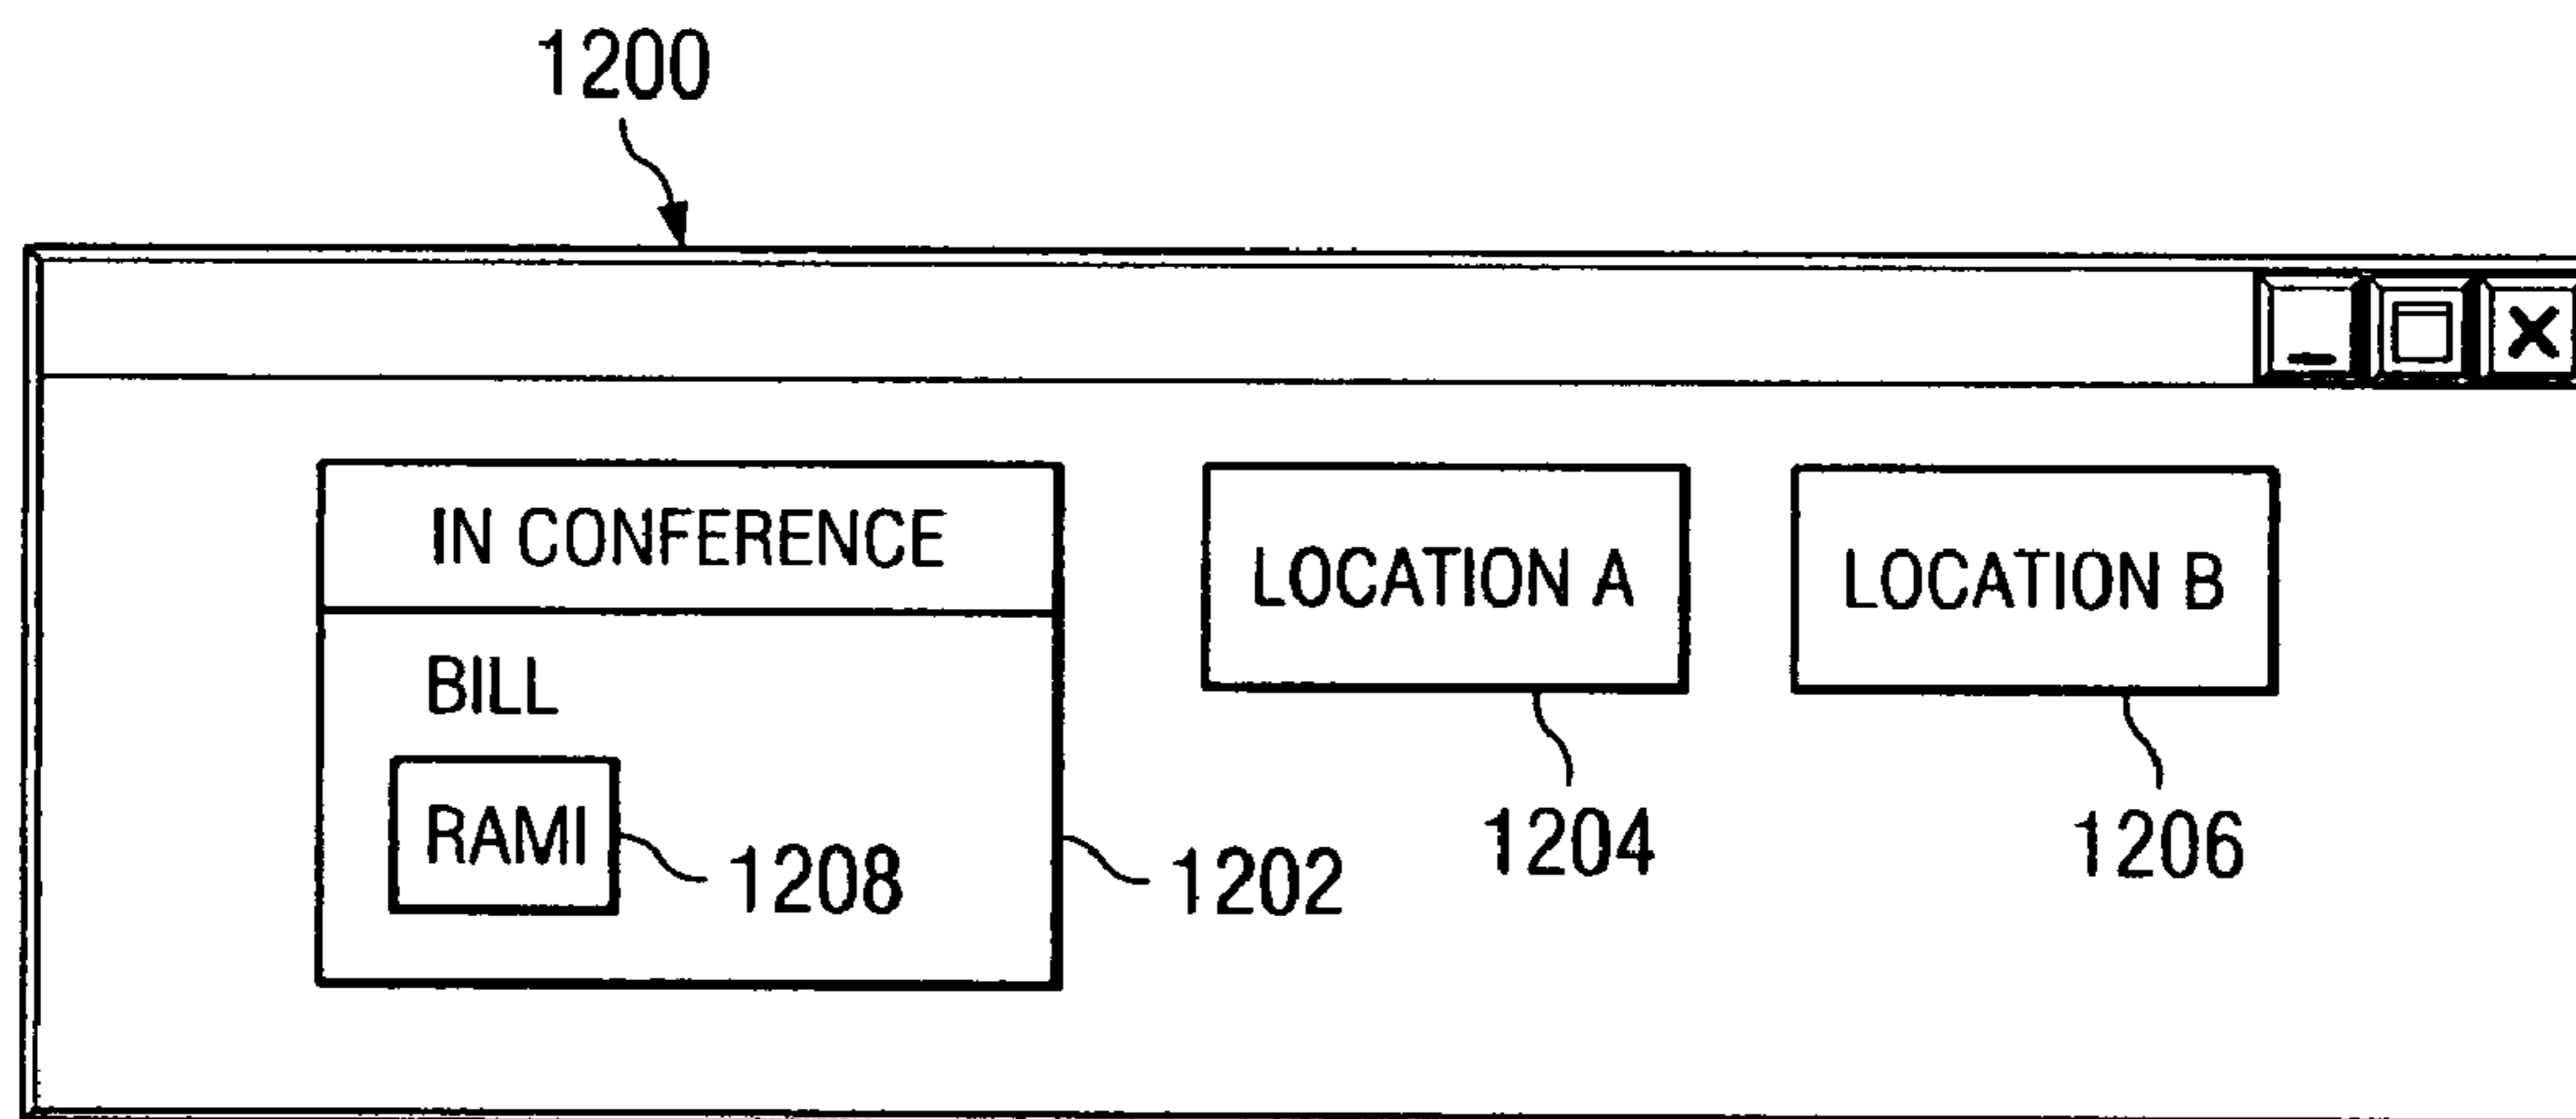 1200
IN CONFERENCE
LOCATION A
LOCATION B
BILL
RAMI
1208
1202
1204
1206